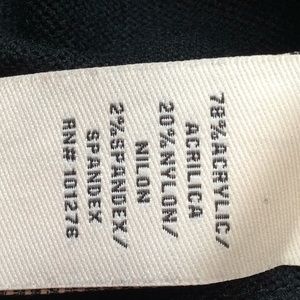 78%ACRYLIC/
ACRILICA
20%NYLON/
NILON
2%SPANDEX/
SPANDEX
RN# 101276